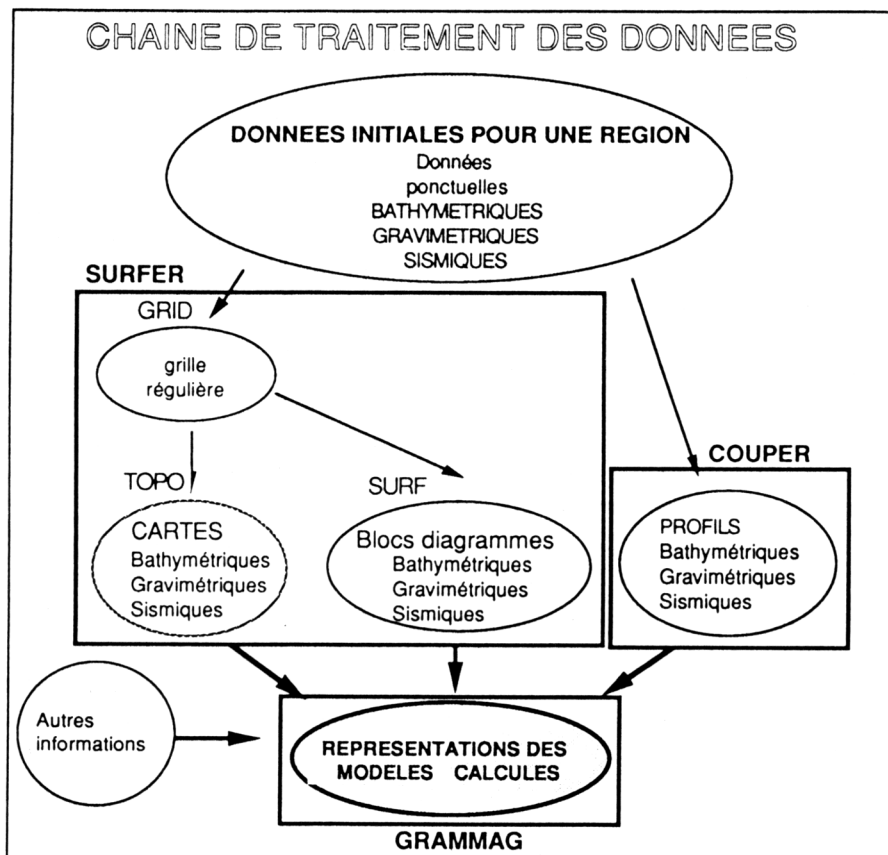 CHAINE DE TRAITEMENT DES DONNEES
DONNEES INITIALES POUR UNE REGION
Données
ponctuelles
BATHYMETRIQUES
GRAVIMETRIQUES
SISMIQUES
SURFER
GRID
grille
régulière
TOPO
CARTES
Bathymétriques
Gravimétriques
Sismiques
SURF
Blocs diagrammes
Bathymétriques
Gravimétriques
Sismiques
COUPER
PROFILS
Bathymétriques
Gravimétriques
Sismiques
Autres
informations
REPRESENTATIONS DES
MODELES CALCULES
GRAMMAG